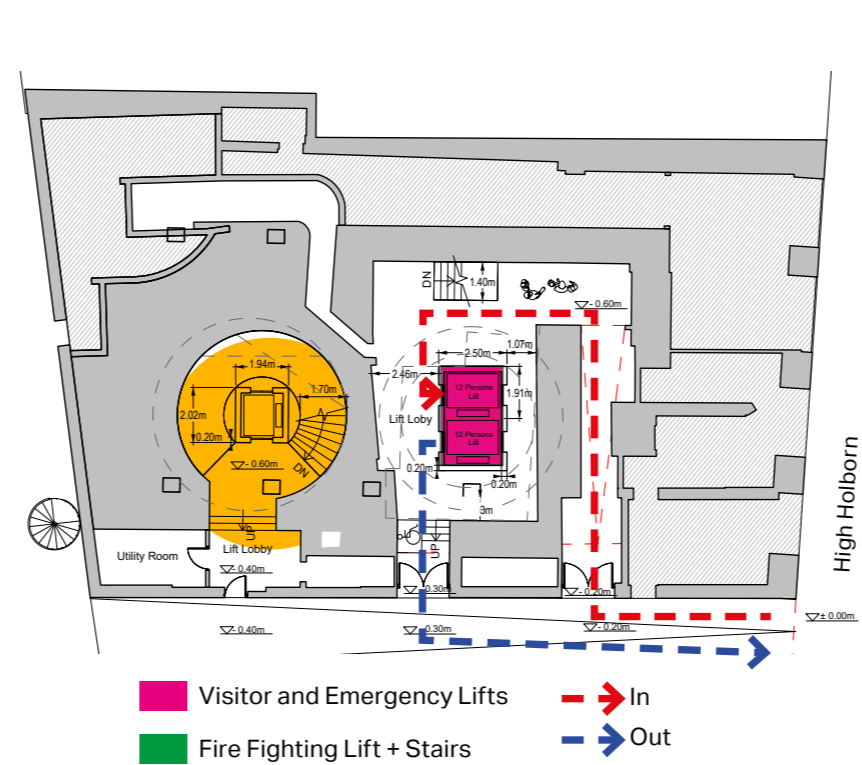 DN
1.40m
- 0.60m
1.07m
2.50m
1.94m
2.46m
1.70m
12 Persons
Lift
1.91m
2.02m
Lift Loby
12 Persons
Lift
0.20m
- 0.60m
DN
0.20m
0.20m
3m
UP
UP
Utility Room
Lift Lobby
- 0.40m
- 0.30m
- 0.20m
High Holborn
± 0.00m
- 0.40m
- 0.30m
- 0.20m
Visitor and Emergency Lifts
In
Fire Fighting Lift + Stairs
Out